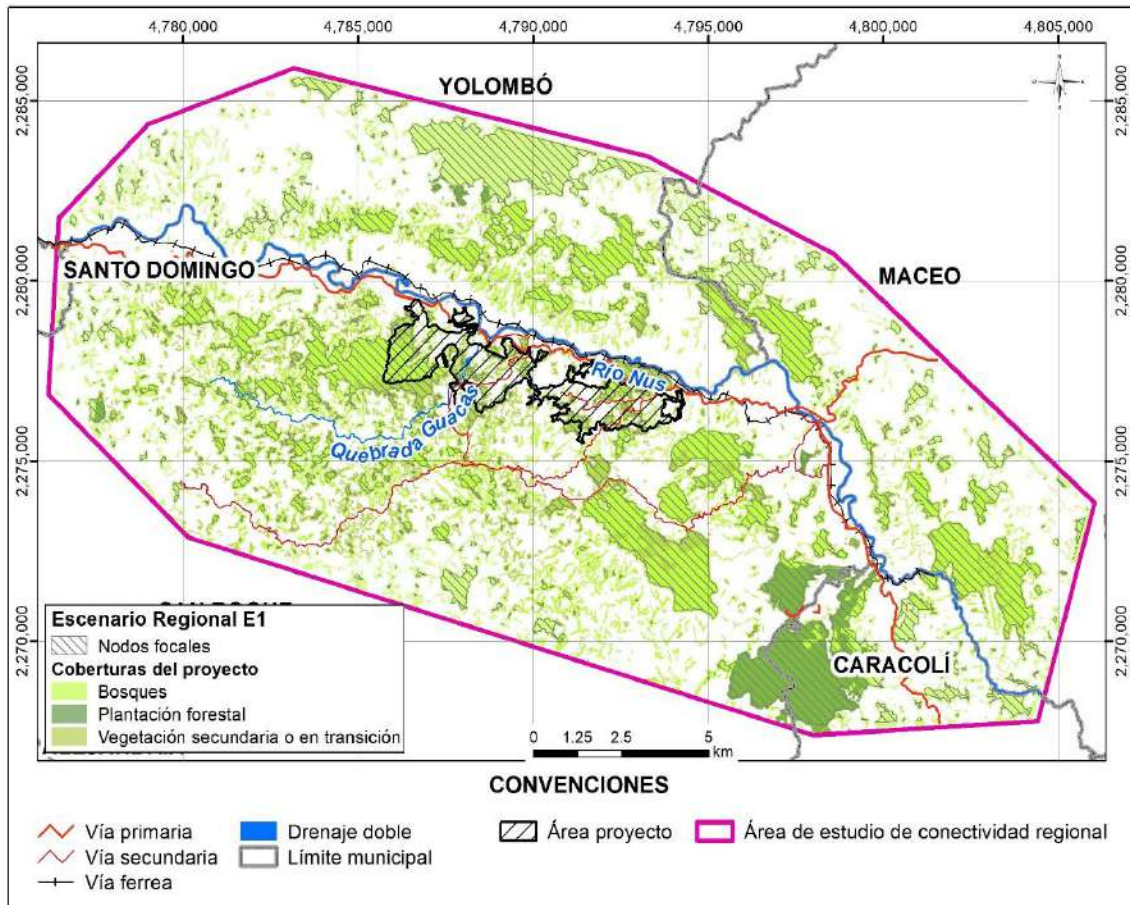 4,780,000 4,785,000 4,790,000 4,795,000 4,800,000 4,805,000
YOLOMBÓ
2,285,000 2,285,000
MACEO
2,280,000 2,280,000
SANTO DOMINGO
Río Nus
Quebrada Guacas
2,275,000 2,275,000
2,270,000 2,270,000
CARACOLÍ
Escenario Regional E1
Nodos focales
Coberturas del proyecto
Bosques
Plantación forestal
Vegetación secundaria o en transición
0 1.25 2.5 5
km
CONVENCIONES
Vía primaria
Vía secundaria
Vía ferrea
Drenaje doble
Límite municipal
Área proyecto
Área de estudio de conectividad regional